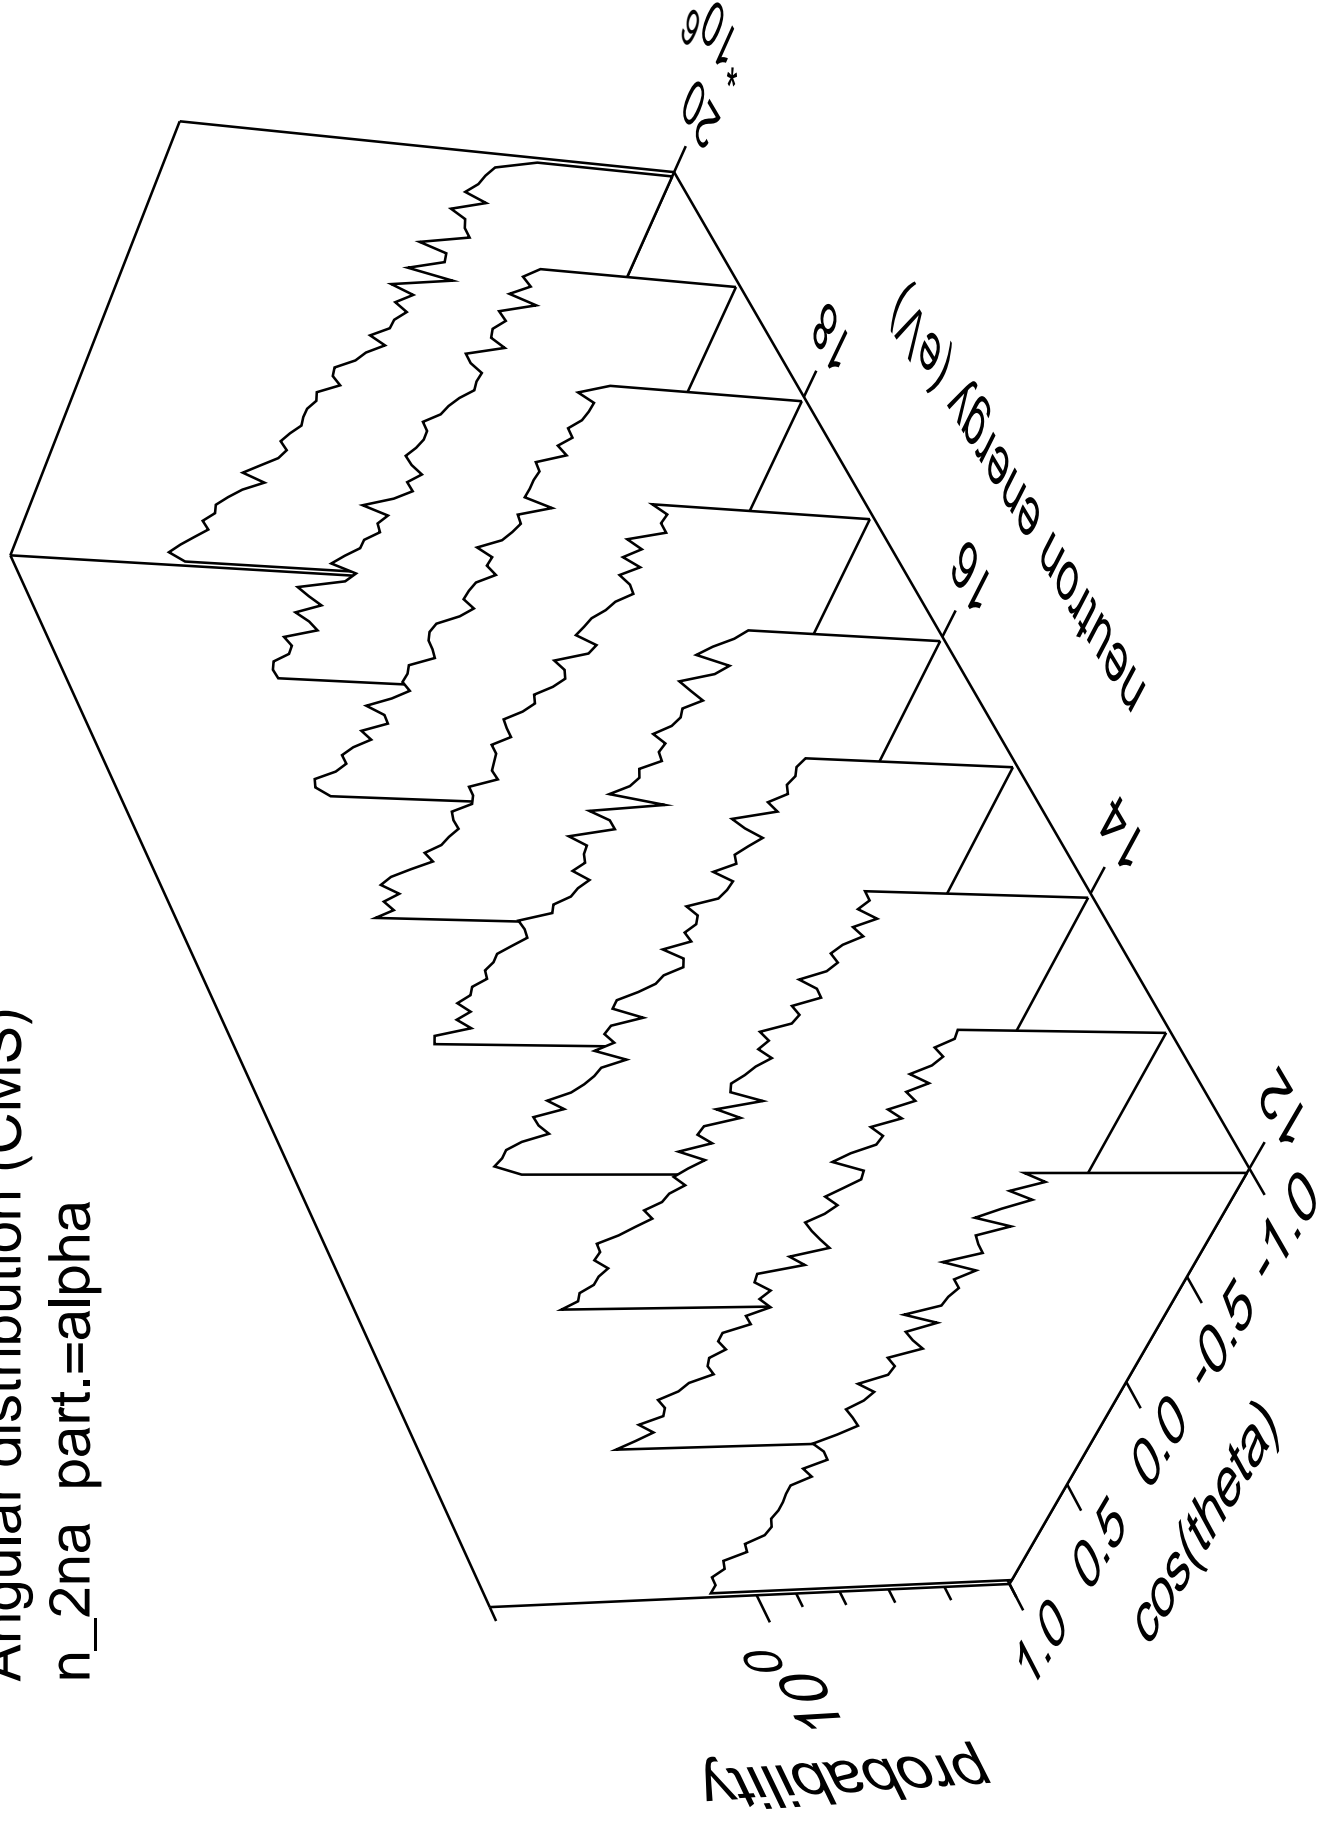 Angular distribution (CMS)
n_2na part.=alpha
probability
10^0
1.0 0.5 0.0 -0.5 -1.0
cos(theta)
12 14 16 18 20 *10^6
neutron energy (eV)